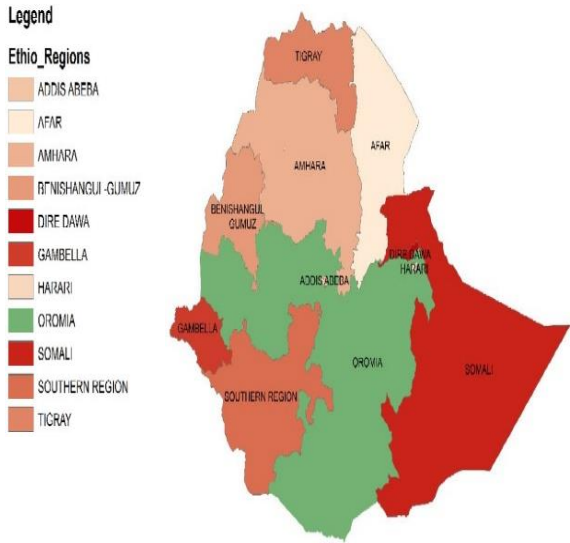 Legend
Ethio_Regions
ADDIS ABEBA
AFAR
AMHARA
BENISHANGUL-GUMUZ
DIRE DAWA
GAMBELLA
HARARI
OROMIA
SOMALI
SOUTHERN REGION
TIGRAY
TIGRAY
AFAR
AMHARA
BENISHANGUL
GUMUZ
DIRE DAWA
HARARI
ADDIS ABEBA
GAMBELLA
OROMIA
SOMALI
SOUTHERN REGION